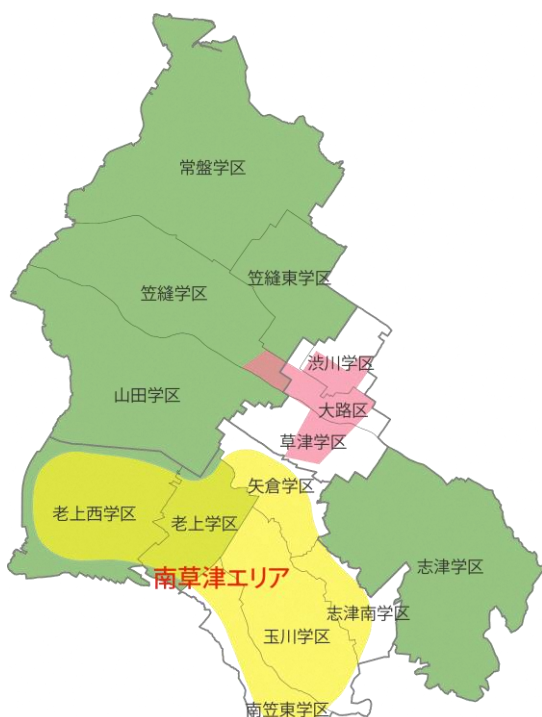 常盤学区
笠縫東学区
笠縫学区
渋川学区
山田学区
大路区
草津学区
矢倉学区
老上西学区
老上学区
志津学区
南草津エリア
志津南学区
玉川学区
南笠東学区